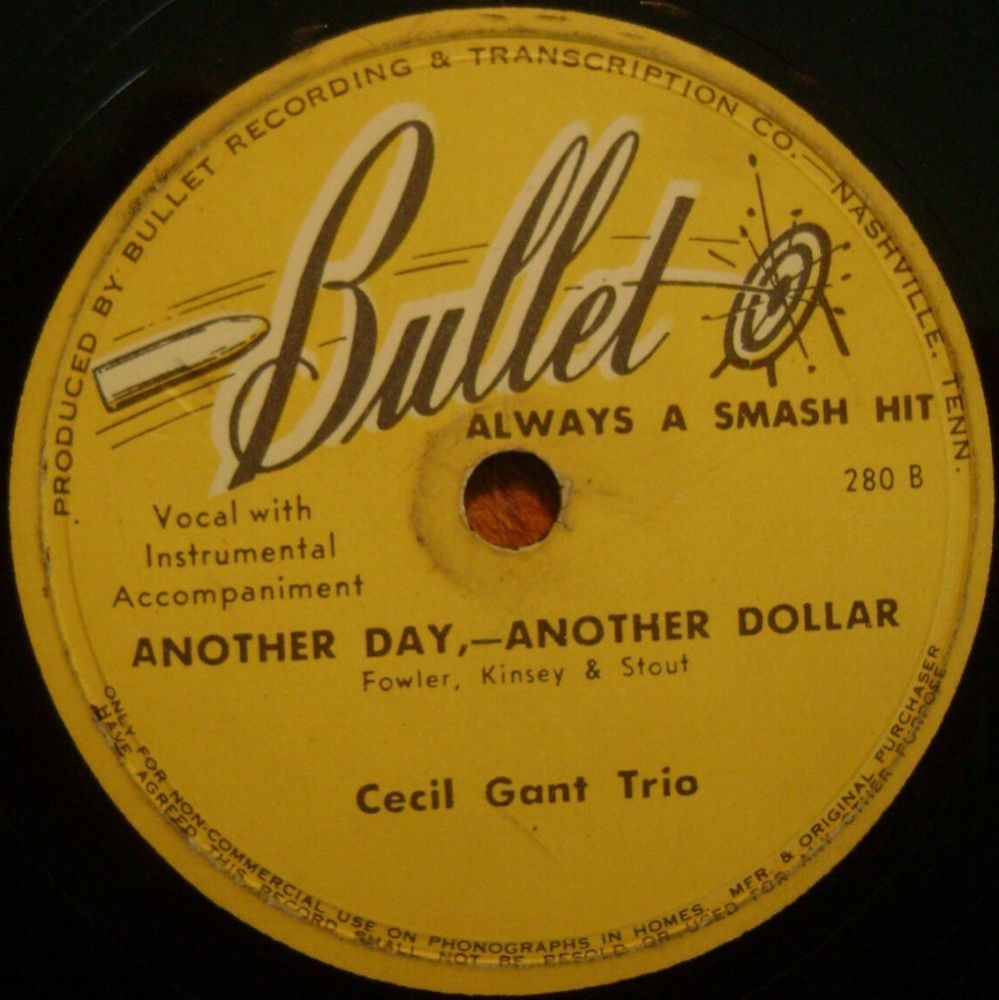 PRODUCED BY BULLET RECORDING & TRANSCRIPTION CO.—NASHVILLE, TENN.
Bullet
ALWAYS A SMASH HIT
280 B
Vocal with
Instrumental
Accompaniment
ANOTHER DAY,—ANOTHER DOLLAR
Fowler, Kinsey & Stout
Cecil Gant Trio
ONLY FOR NON-COMMERCIAL USE ON PHONOGRAPHS IN HOMES. MFR. & ORIGINAL PURCHASER
HAVE AGREED THIS RECORD SHALL NOT BE RESOLD OR USED FOR ANY OTHER PURPOSE